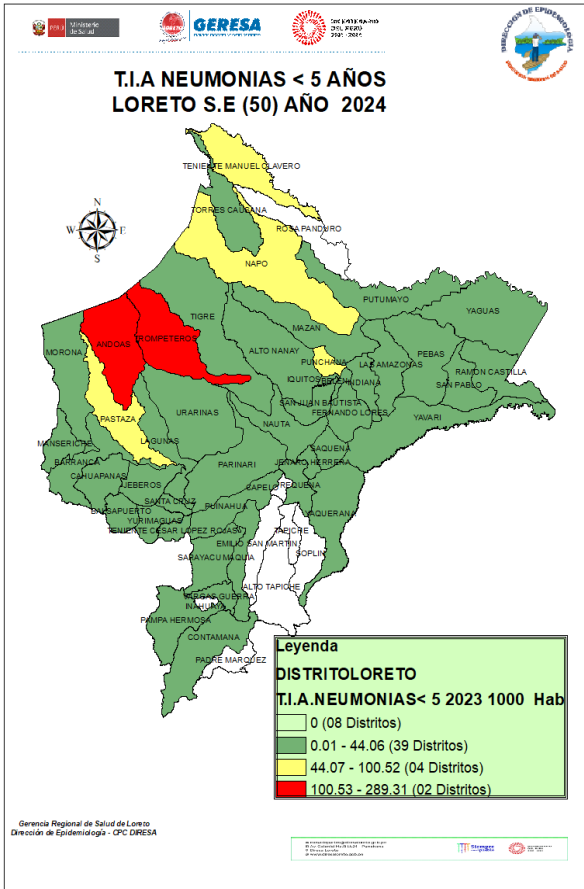 PERÚ
Ministerio
de Salud
GERESA
DIRECCIÓN DE EPIDEMIOLOGÍA
T.I.A NEUMONIAS < 5 AÑOS
LORETO S.E (50) AÑO 2024
N
W
E
S
TENIENTE MANUEL CLAVERO
TORRES CAUSANA
ROSA PANDURO
NAPO
PUTUMAYO
YAGUAS
TIGRE
MAZAN
ANDOAS
TROMPETEROS
MORONA
ALTO NANAY
PUNCHANA
LAS AMAZONAS
PEBAS
RAMON CASTILLA
IQUITOS
BELEN
INDIANA
SAN PABLO
SAN JUAN BAUTISTA
FERNANDO LORES
YAVARI
PASTAZA
URARINAS
NAUTA
LAGUNAS
MANSERICHE
SAQUENA
BARRANCA
PARINARI
JENARO HERRERA
CAHUAPANAS
JEBEROS
CAPELO
REQUENA
SANTA CRUZ
PUINAHUA
YAQUERANA
BALSAPUERTO
YURIMAGUAS
TAPICHE
TENIENTE CESAR LOPEZ ROJAS
EMILIO SAN MARTIN
SOPLIN
SARAYACU
MAQUIA
ALTO TAPICHE
VARGAS GUERRA
INAHUAYA
PAMPA HERMOSA
CONTAMANA
PADRE MARQUEZ
Leyenda
DISTRITOLORETO
T.I.A.NEUMONIAS< 5 2023 1000 Hab
0 (08 Distritos)
0.01 - 44.06 (39 Distritos)
44.07 - 100.52 (04 Distritos)
100.53 - 289.31 (02 Distritos)
Gerencia Regional de Salud de Loreto
Dirección de Epidemiología - CPC DIRESA